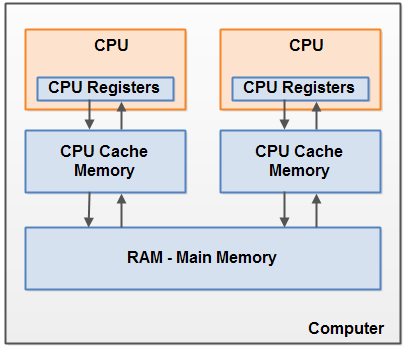 CPU
CPU
CPU Registers
CPU Registers
CPU Cache
Memory
CPU Cache
Memory
RAM - Main Memory
Computer